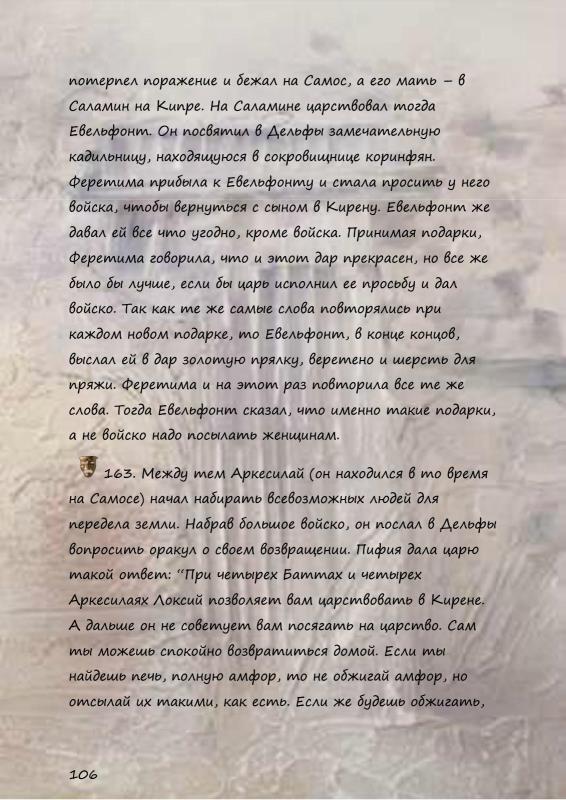 потерпел поражение и бежал на Самос, а его мать – в
Саламин на Кипре. На Саламине царствовал тогда
Евельфонт. Он посвятил в Дельфы замечательную
кадильницу, находящуюся в сокровищнице коринфян.
Феретима прибыла к Евельфонту и стала просить у него
войска, чтобы вернуться с сыном в Кирену. Евельфонт же
давал ей все что угодно, кроме войска. Принимая подарки,
Феретима говорила, что и этот дар прекрасен, но все же
было бы лучше, если бы царь исполнил ее просьбу и дал
войско. Так как те же самые слова повторялись при
каждом новом подарке, то Евельфонт, в конце концов,
выслал ей в дар золотую прялку, веретено и шерсть для
пряжи. Феретима и на этот раз повторила все те же
слова. Тогда Евельфонт сказал, что именно такие подарки,
а не войско надо посылать женщинам.
163. Между тем Аркесилай (он находился в то время
на Самосе) начал набирать всевозможных людей для
передела земли. Набрав большое войско, он послал в Дельфы
вопросить оракул о своем возвращении. Пифия дала царю
такой ответ: “При четырех Баттах и четырех
Аркесилаях Локсий позволяет вам царствовать в Кирене.
А дальше он не советует вам посягать на царство. Сам
ты можешь спокойно возвратиться домой. Если ты
найдешь печь, полную амфор, то не обжигай амфор, но
отсылай их такими, как есть. Если же будешь обжигать,
106